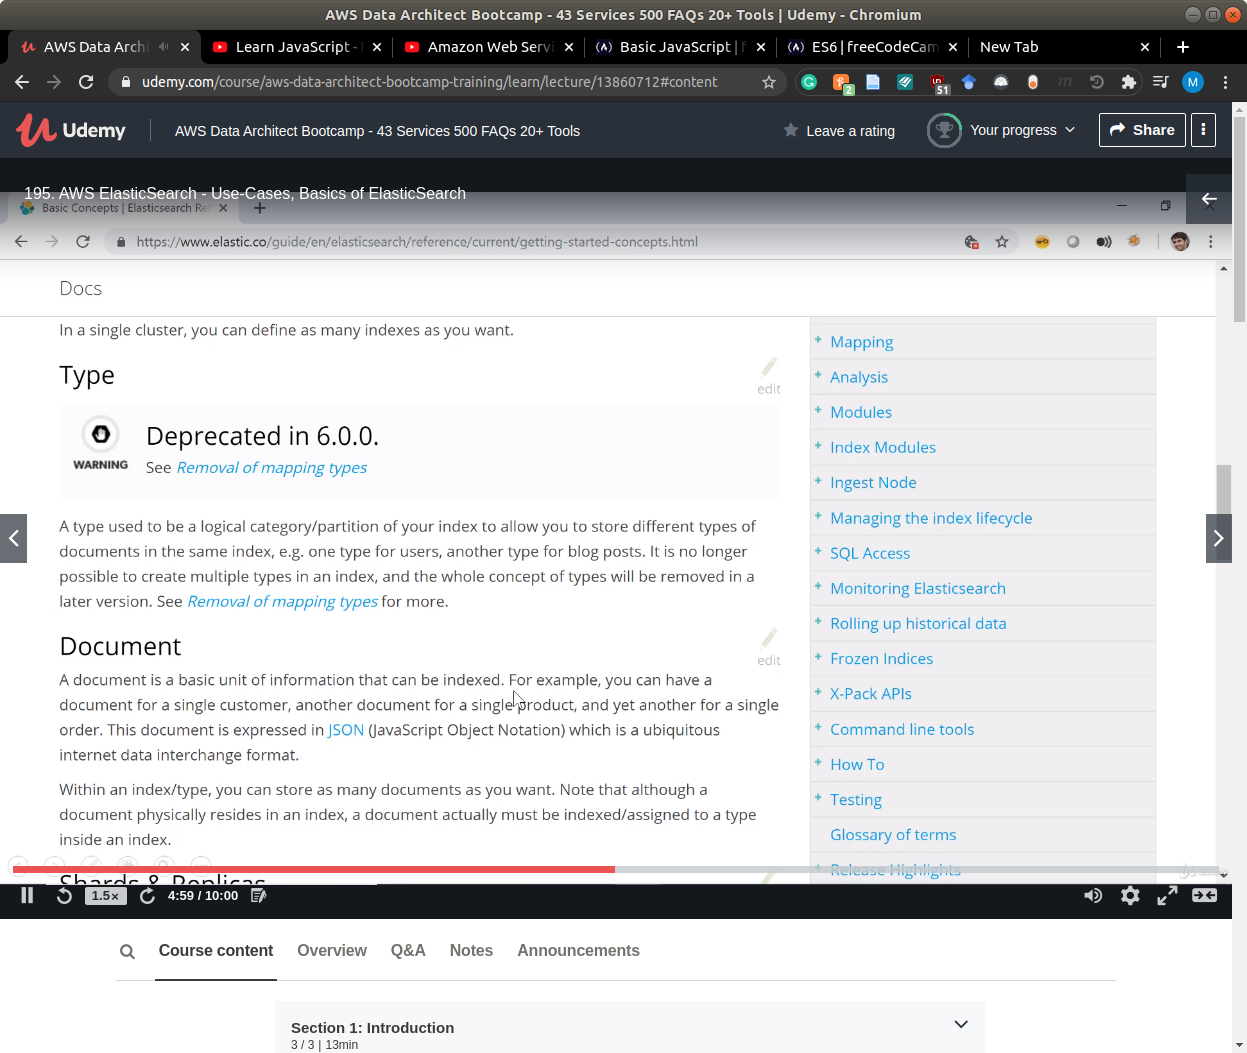 AWS Data Architect Bootcamp - 43 Services 500 FAQs 20+ Tools | Udemy - Chromium
AWS Data Archi
Learn JavaScript -
Amazon Web Servi
Basic JavaScript | f
ES6 | freeCodeCam
New Tab
udemy.com/course/aws-data-architect-bootcamp-training/learn/lecture/13860712#content
2
51
M
Udemy
AWS Data Architect Bootcamp - 43 Services 500 FAQs 20+ Tools
Leave a rating
Your progress
Share
195. AWS ElasticSearch - Use-Cases, Basics of ElasticSearch
Basic Concepts | Elasticsearch Re
https://www.elastic.co/guide/en/elasticsearch/reference/current/getting-started-concepts.html
Docs
In a single cluster, you can define as many indexes as you want.
Type
edit
WARNING
Deprecated in 6.0.0.
See Removal of mapping types
A type used to be a logical category/partition of your index to allow you to store different types of
documents in the same index, e.g. one type for users, another type for blog posts. It is no longer
possible to create multiple types in an index, and the whole concept of types will be removed in a
later version. See Removal of mapping types for more.
Document
edit
A document is a basic unit of information that can be indexed. For example, you can have a
document for a single customer, another document for a single product, and yet another for a single
order. This document is expressed in JSON (JavaScript Object Notation) which is a ubiquitous
internet data interchange format.
Within an index/type, you can store as many documents as you want. Note that although a
document physically resides in an index, a document actually must be indexed/assigned to a type
inside an index.
Shards & Replicas
+ Mapping
+ Analysis
+ Modules
+ Index Modules
+ Ingest Node
+ Managing the index lifecycle
+ SQL Access
+ Monitoring Elasticsearch
+ Rolling up historical data
+ Frozen Indices
+ X-Pack APIs
+ Command line tools
+ How To
+ Testing
Glossary of terms
+ Release Highlights
1.5×
4:59 / 10:00
Course content
Overview
Q&A
Notes
Announcements
Section 1: Introduction
3 / 3 | 13min